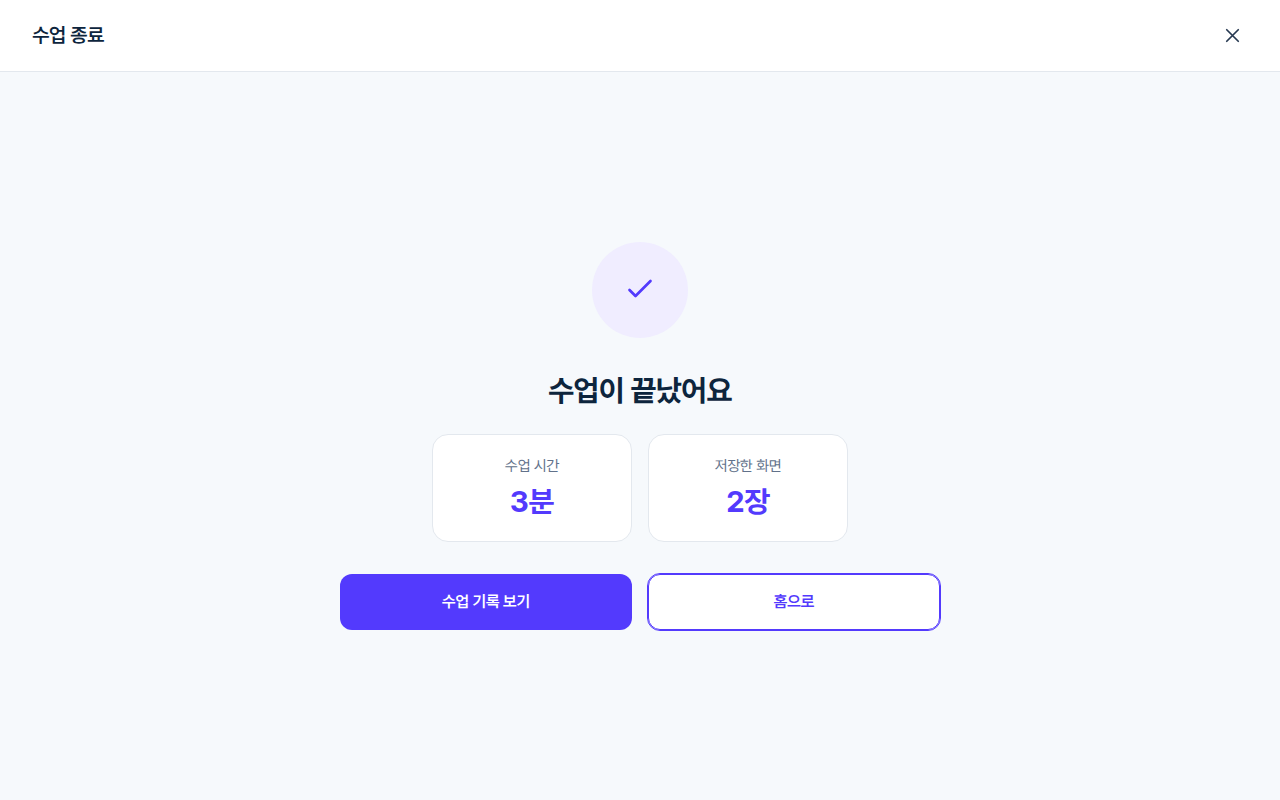 수업 종료
수업이 끝났어요
수업 시간
3분
저장한 화면
2장
수업 기록 보기
홈으로